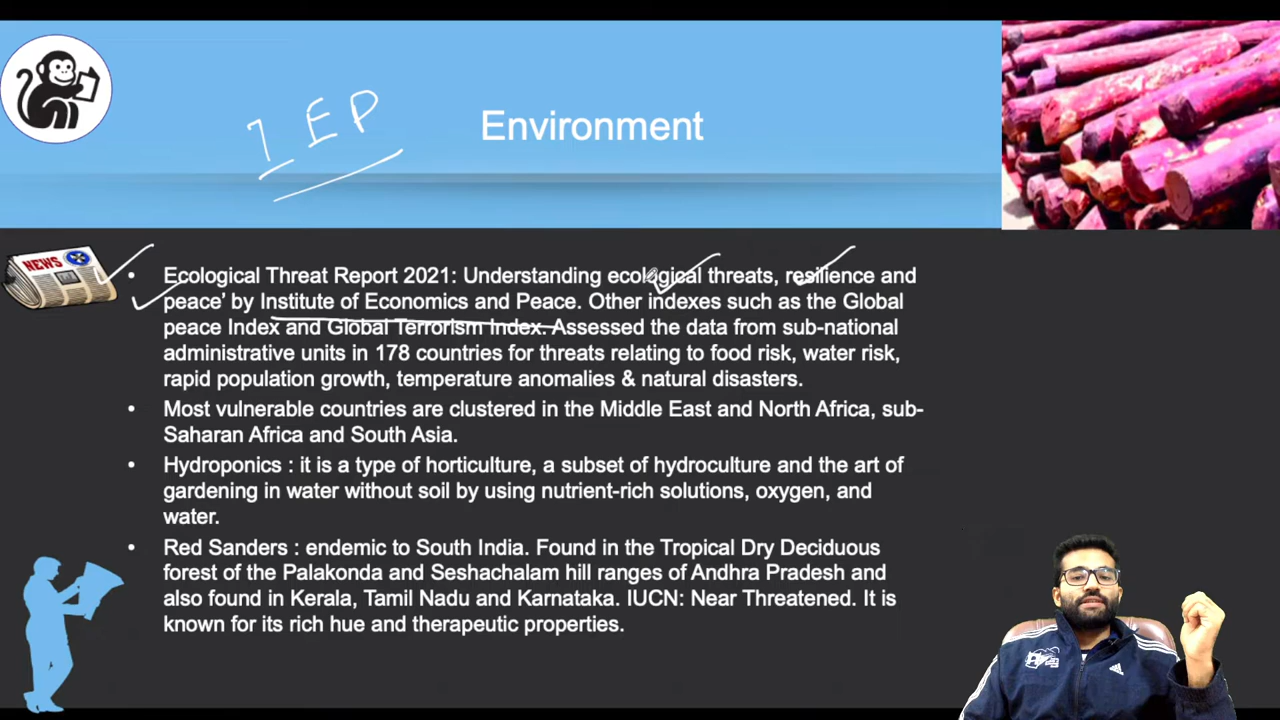 IEP
Environment
NEWS
• Ecological Threat Report 2021: Understanding ecological threats, resilience and
peace’ by Institute of Economics and Peace. Other indexes such as the Global
peace Index and Global Terrorism Index. Assessed the data from sub-national
administrative units in 178 countries for threats relating to food risk, water risk,
rapid population growth, temperature anomalies & natural disasters.
• Most vulnerable countries are clustered in the Middle East and North Africa, sub-
Saharan Africa and South Asia.
• Hydroponics : it is a type of horticulture, a subset of hydroculture and the art of
gardening in water without soil by using nutrient-rich solutions, oxygen, and
water.
• Red Sanders : endemic to South India. Found in the Tropical Dry Deciduous
forest of the Palakonda and Seshachalam hill ranges of Andhra Pradesh and
also found in Kerala, Tamil Nadu and Karnataka. IUCN: Near Threatened. It is
known for its rich hue and therapeutic properties.